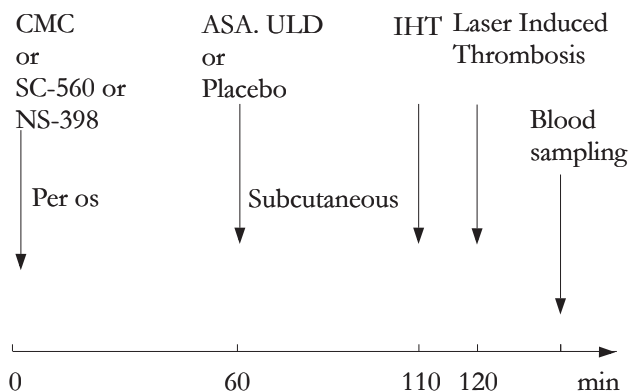 CMC
or
SC-560 or
NS-398
ASA. ULD
or
Placebo
IHT
Laser Induced
Thrombosis
Blood
sampling
Per os
Subcutaneous
0
60
110
120
min